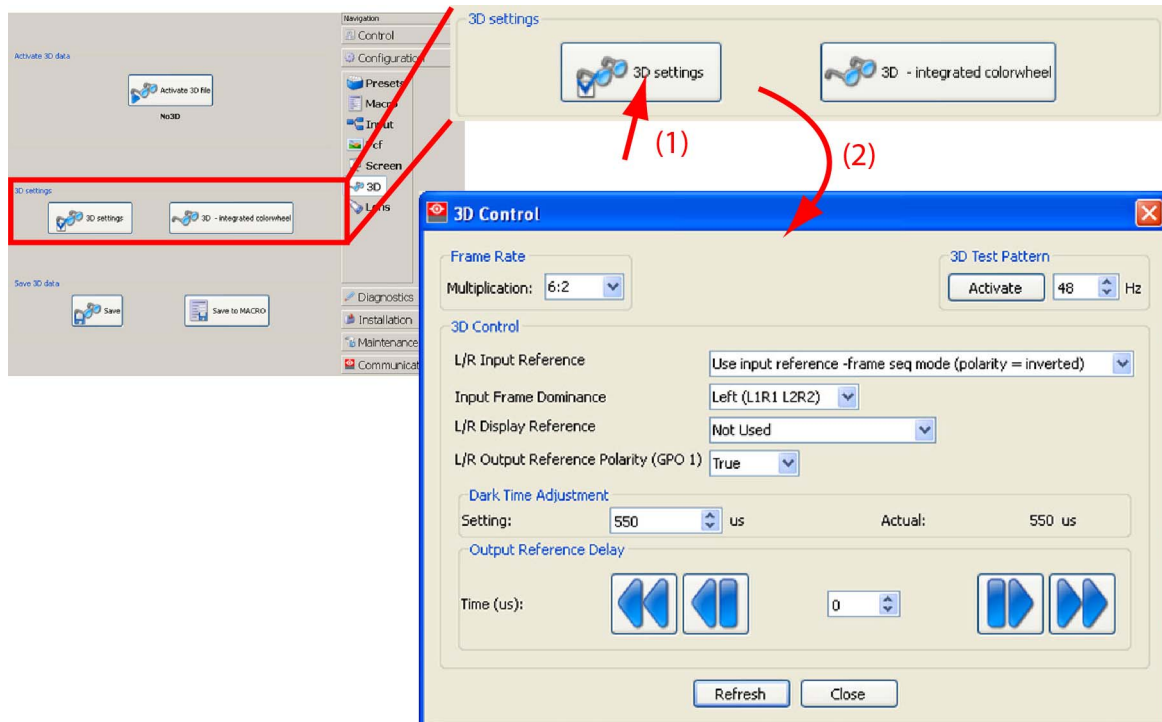 Activate 3D data
Activate 3D file
No3D
3D settings
3D settings
3D - integrated colorwheel
Save 3D data
Save
Save to MACRO
Navigation
Control
Configuration
Presets
Macro
Input
Pcf
Screen
3D
Lens
Diagnostics
Installation
Maintenance
Communicat
3D settings
3D settings
3D - integrated colorwheel
(1)
(2)
3D Control
Frame Rate
Multiplication: 6:2
3D Test Pattern
Activate 48 Hz
3D Control
L/R Input Reference Use input reference -frame seq mode (polarity = inverted)
Input Frame Dominance Left (L1R1 L2R2)
L/R Display Reference Not Used
L/R Output Reference Polarity (GPO 1) True
Dark Time Adjustment
Setting: 550 us Actual: 550 us
Output Reference Delay
Time (us): 0
Refresh Close